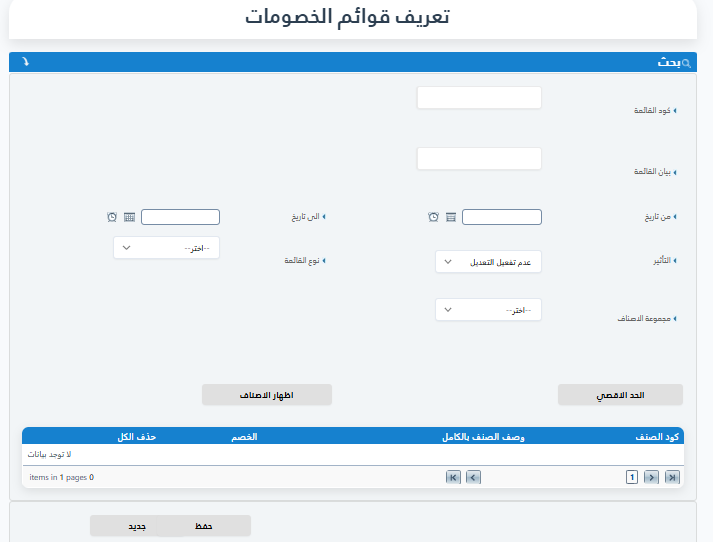 تعريف قوائم الخصومات
بحث
كود القائمة
بيان القائمة
من تاريخ
الى تاريخ
التأثير
عدم تفعيل التعديل
نوع القائمة
--اختر--
مجموعة الاصناف
--اختر--
الحد الاقصي
اظهار الاصناف
كود الصنف وصف الصنف بالكامل الخصم حذف الكل
لا توجد بيانات
1
items in 1 pages 0
حفظ
جديد